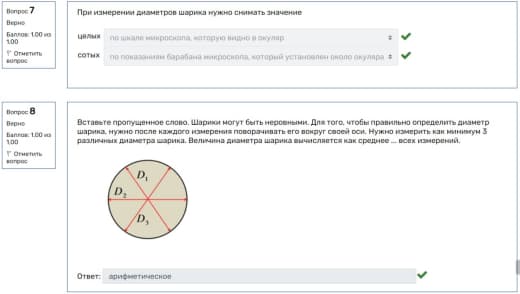 Вопрос 7
Верно
Баллов: 1,00 из
1,00
Отметить
вопрос
При измерении диаметров шарика нужно снимать значение
целых
по шкале микроскопа, которую видно в окуляр
сотых
по показаниям барабана микроскопа, который установлен около окуляра
Вопрос 8
Верно
Баллов: 1,00 из
1,00
Отметить
вопрос
Вставьте пропущенное слово. Шарики могут быть неровными. Для того, чтобы правильно определить диаметр
шарика, нужно после каждого измерения поворачивать его вокруг своей оси. Нужно измерить как минимум 3
различных диаметра шарика. Величина диаметра шарика вычисляется как среднее ... всех измерений.
D1
D2
D3
Ответ:
арифметическое